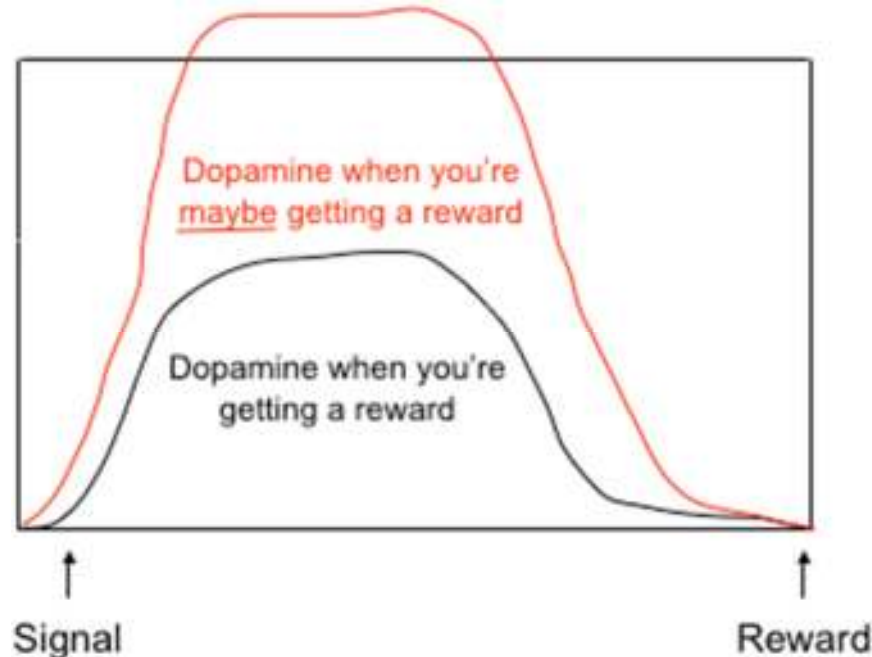 Dopamine when you're
maybe getting a reward
Dopamine when you're
getting a reward
Signal
Reward